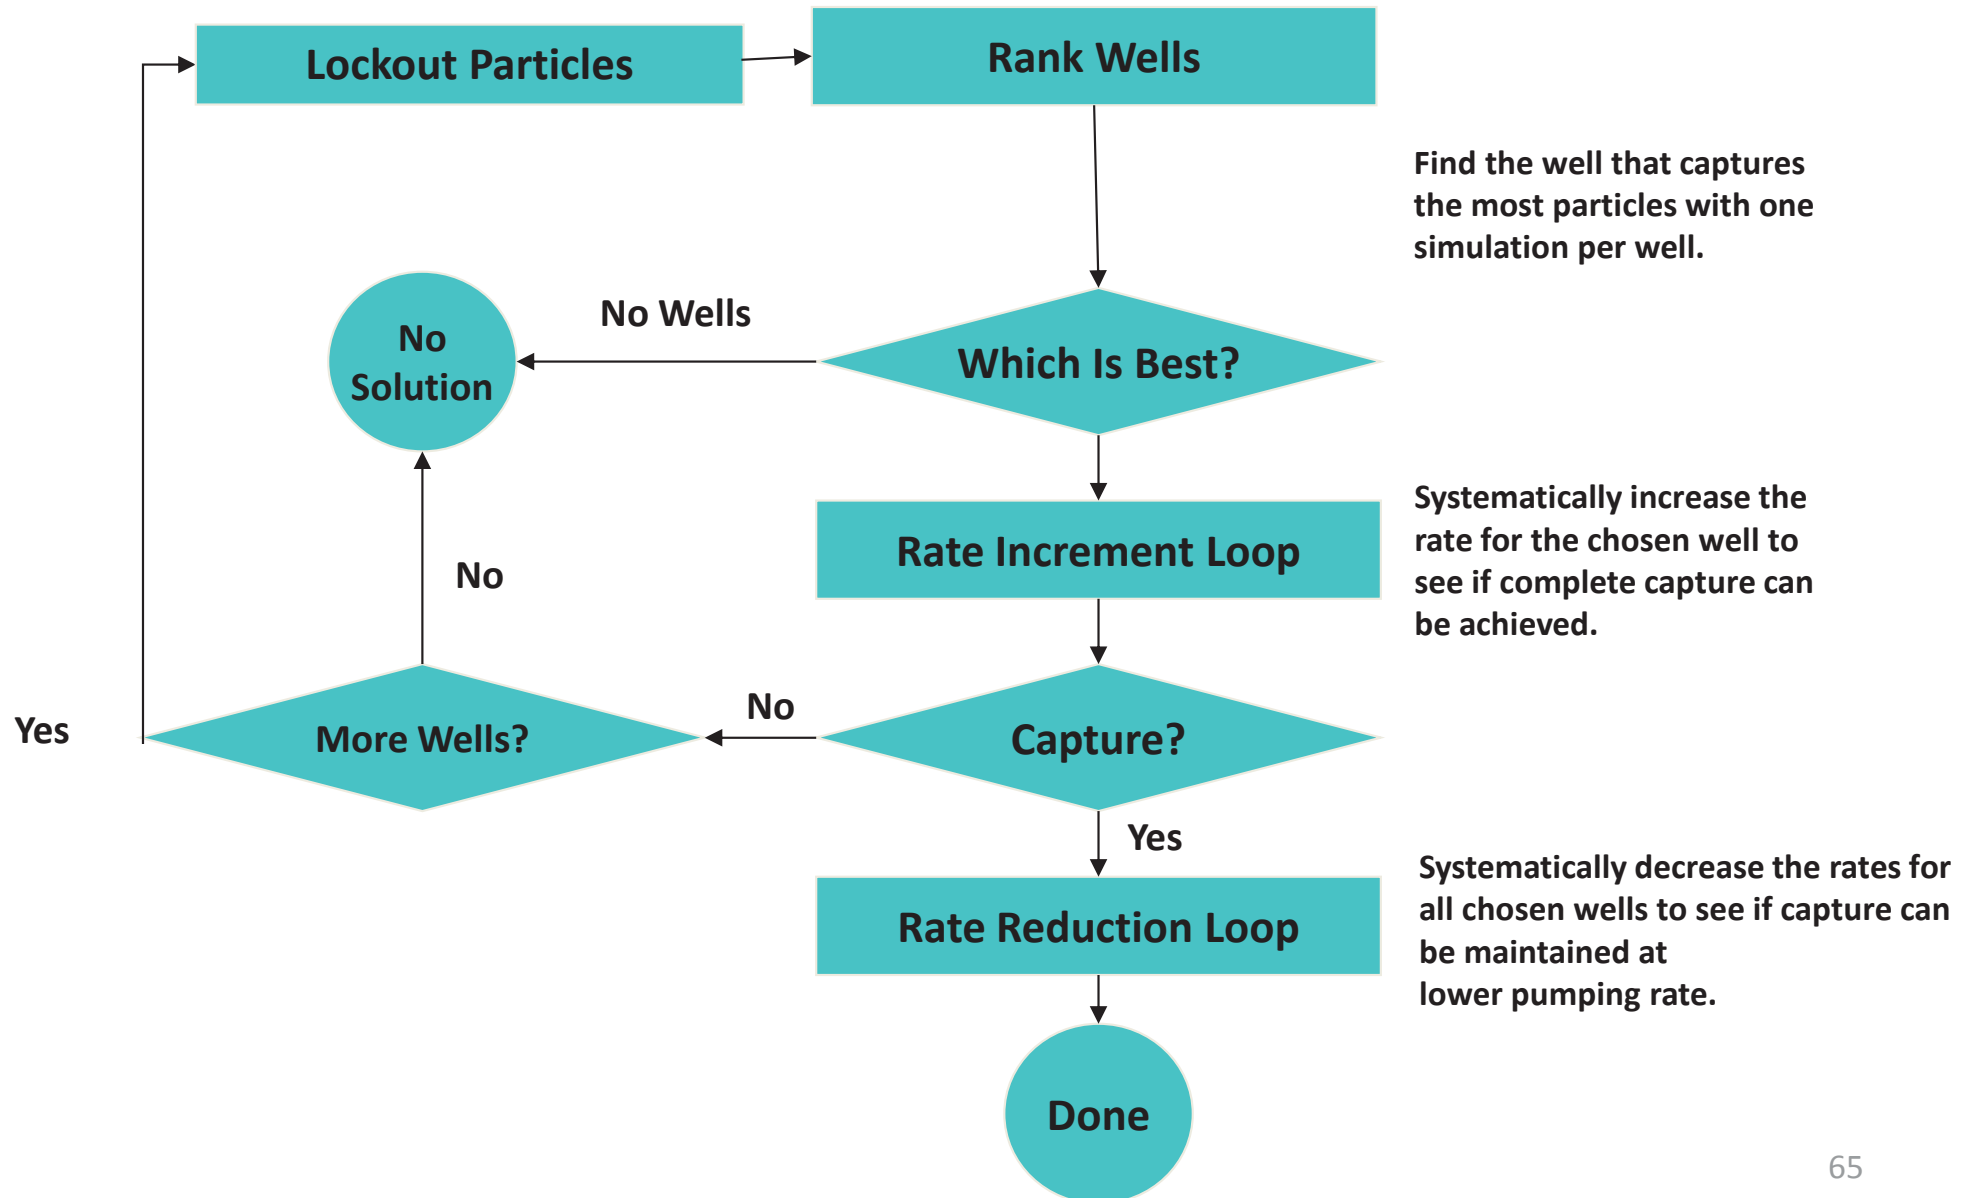 Lockout Particles
Rank Wells
Find the well that captures
the most particles with one
simulation per well.
No Wells
No
Solution
Which Is Best?
Systematically increase the
rate for the chosen well to
see if complete capture can
be achieved.
Rate Increment Loop
No
No
Yes
More Wells?
Capture?
Yes
Systematically decrease the rates for
all chosen wells to see if capture can
be maintained at
lower pumping rate.
Rate Reduction Loop
Done
65